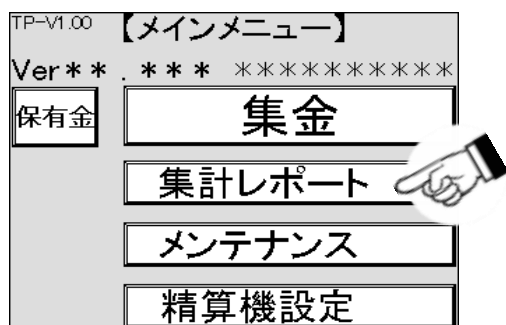 TP-V1.00 【メインメニュー】
Ver**.*** **********
保有金
集金
集計レポート
メンテナンス
精算機設定